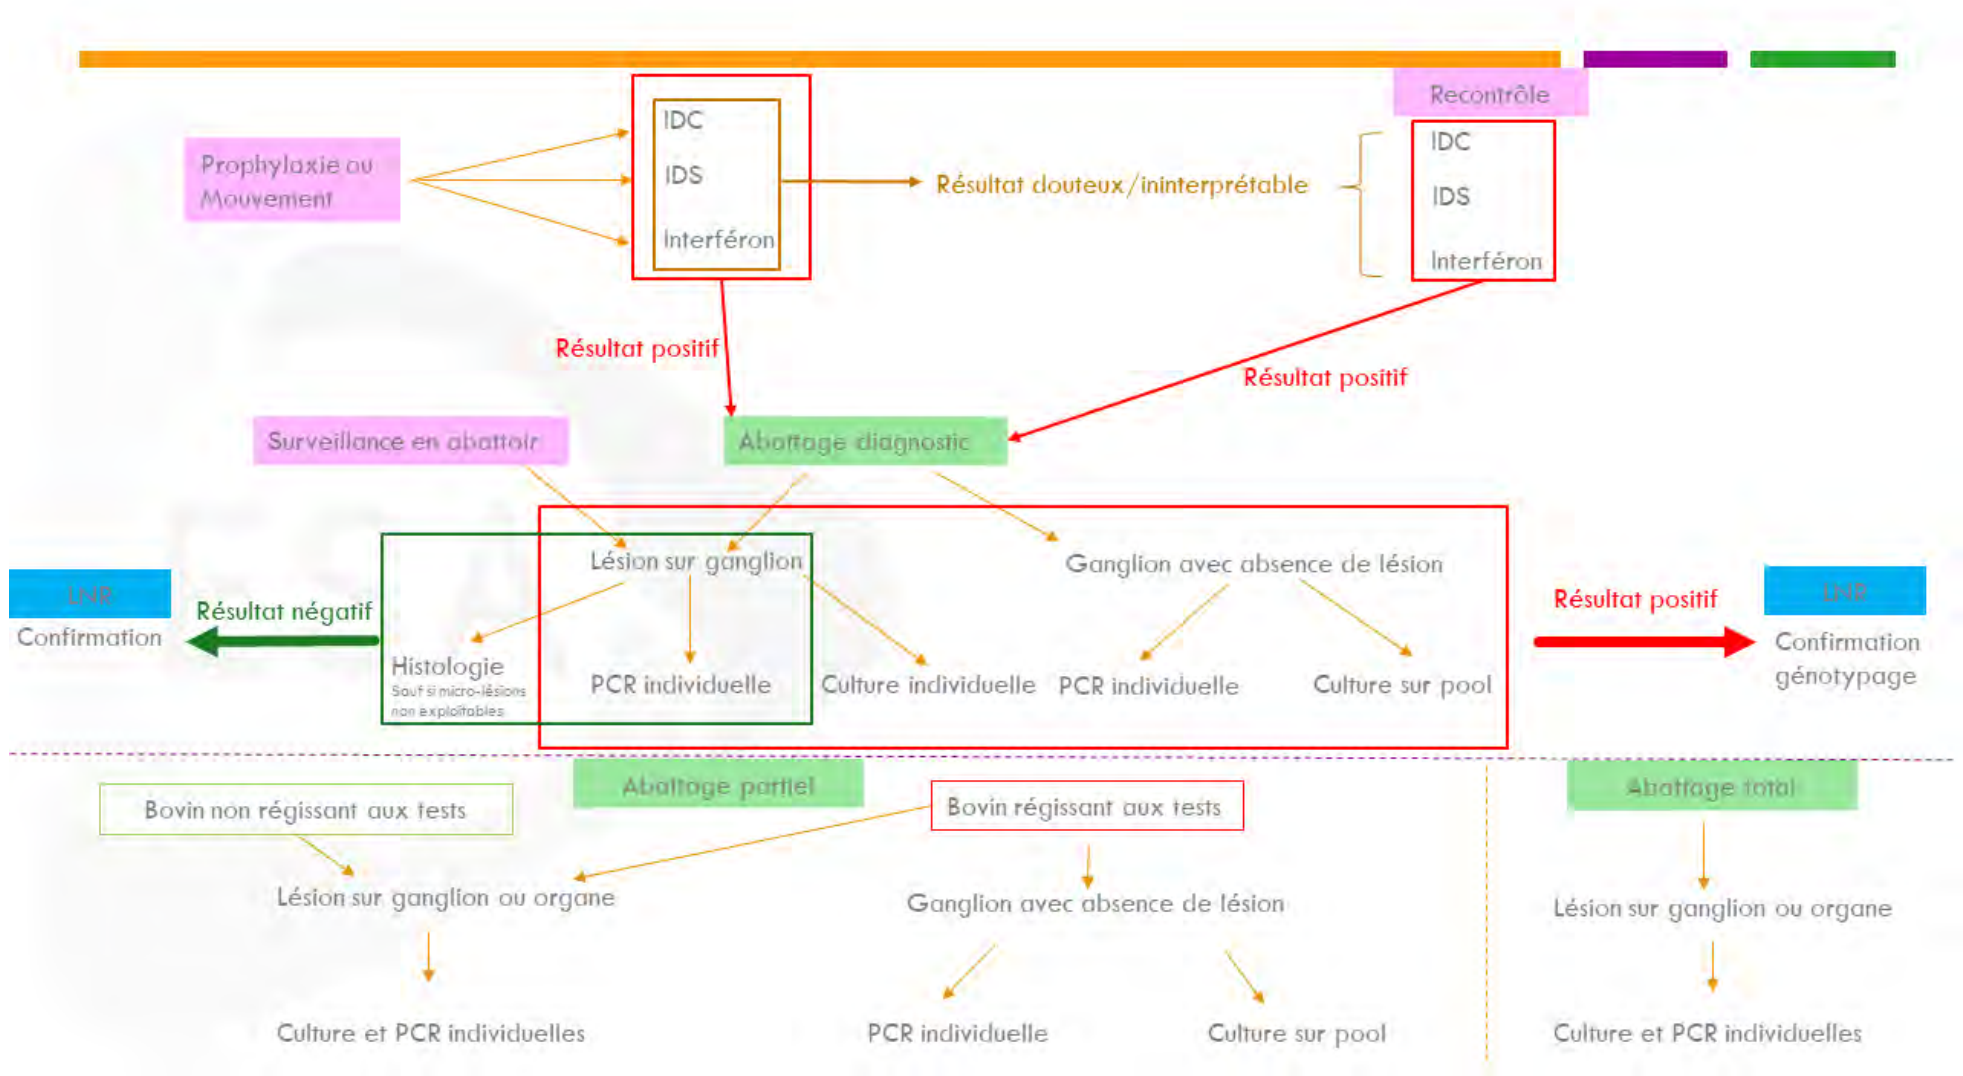 Recontrôle
IDC
IDS
Interféron
Prophylaxie ou
Mouvement
Résultat douteux/ininterprétable
IDC
IDS
Interféron
Résultat positif
Résultat positif
Surveillance en abattoir
Abattage diagnostic
Lésion sur ganglion
Ganglion avec absence de lésion
LNR
Confirmation
Résultat négatif
Histologie
Sauf si micro-lésions
non exploitables
PCR individuelle
Culture individuelle
PCR individuelle
Culture sur pool
Résultat positif
LNR
Confirmation
génotypage
Abattage partiel
Bovin non régissant aux tests
Bovin régissant aux tests
Abattage total
Lésion sur ganglion ou organe
Ganglion avec absence de lésion
Lésion sur ganglion ou organe
Culture et PCR individuelles
PCR individuelle
Culture sur pool
Culture et PCR individuelles